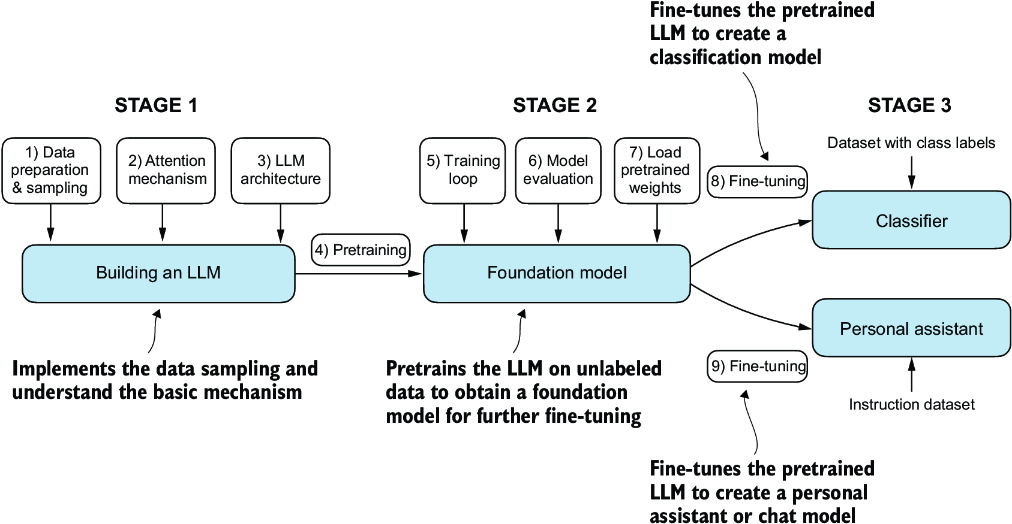 Fine-tunes the pretrained
LLM to create a
classification model
STAGE 1
STAGE 2
STAGE 3
1) Data
preparation
& sampling
2) Attention
mechanism
3) LLM
architecture
5) Training
loop
6) Model
evaluation
7) Load
pretrained
weights
8) Fine-tuning
Dataset with class labels
Classifier
4) Pretraining
Building an LLM
Foundation model
Personal assistant
Implements the data sampling and
understand the basic mechanism
Pretrains the LLM on unlabeled
data to obtain a foundation
model for further fine-tuning
9) Fine-tuning
Instruction dataset
Fine-tunes the pretrained
LLM to create a personal
assistant or chat model